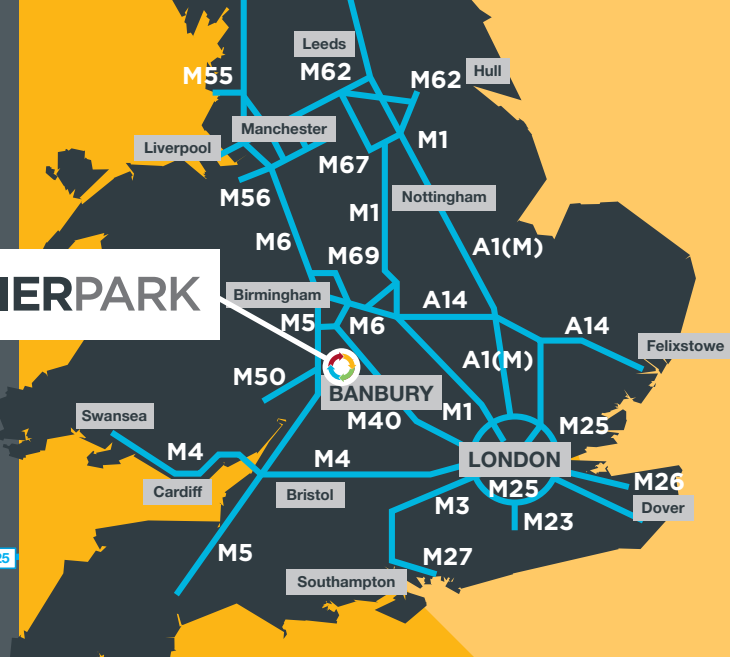 Leeds
M62
M55
M62
Hull
Manchester
Liverpool
M1
M67
M56
Nottingham
M1
M6
A1(M)
M69
IERPARK
Birmingham
A14
M5
M6
A14
Felixstowe
A1(M)
M50
BANBURY
Swansea
M40
M1
M25
M4
M4
LONDON
Cardiff
Bristol
M25
M26
M3
Dover
M23
M5
M27
25
Southampton